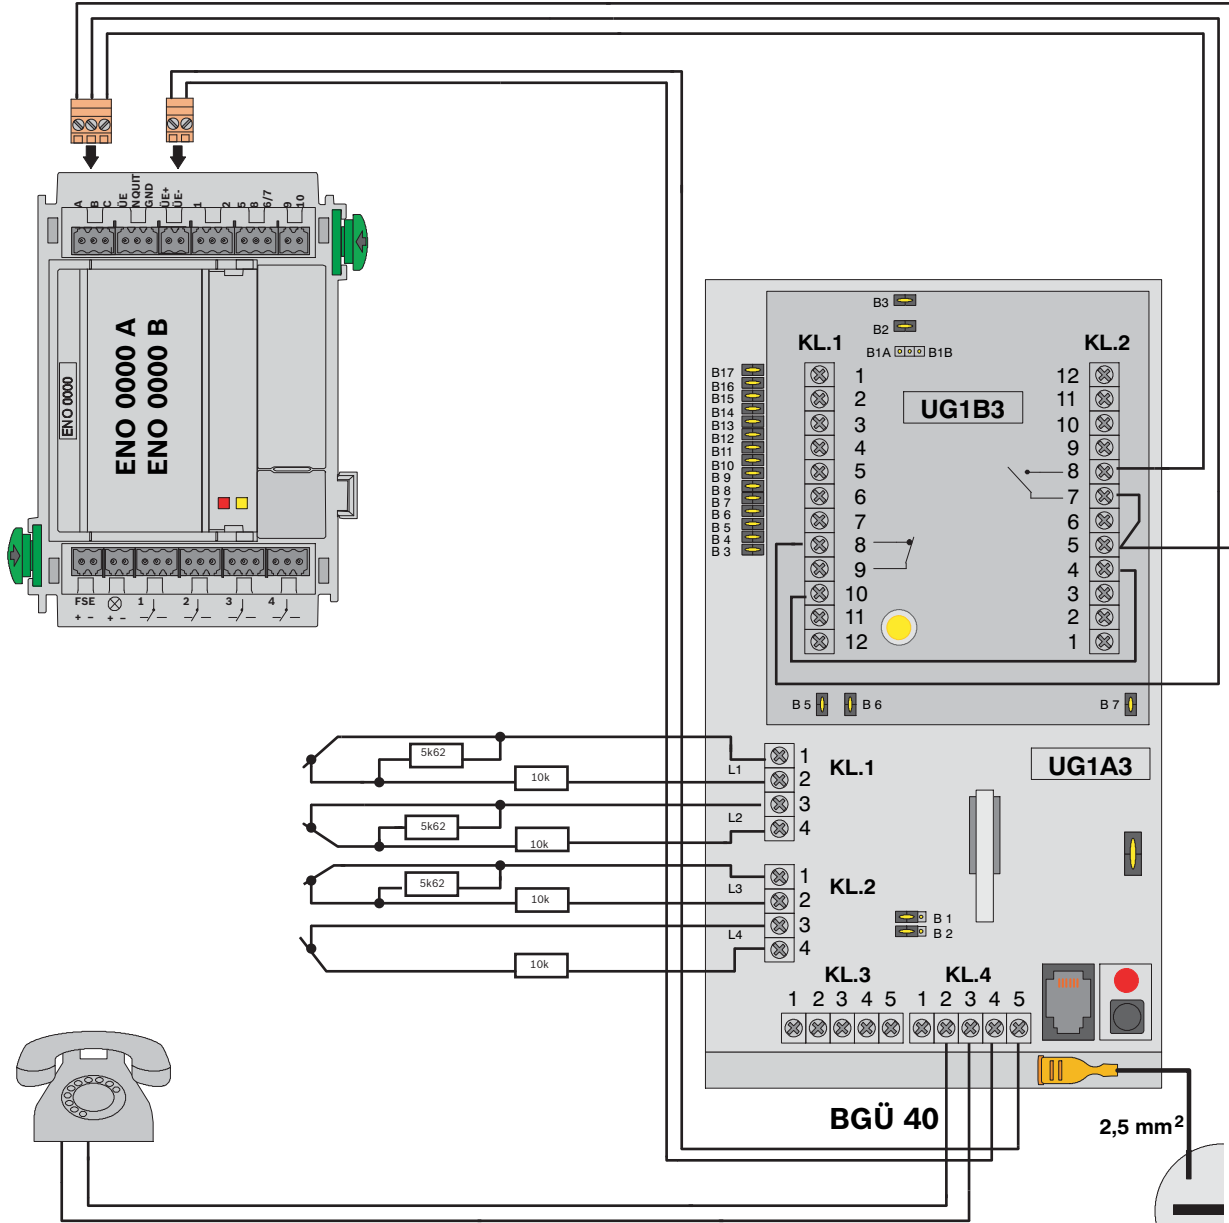 A
B
C
ÜE
NQUIT
GND
ÜE+
ÜE-
1
2
5
8
6/7
9
10
ENO 0000
ENO 0000 A
ENO 0000 B
FSE
+ -
+ -
1
2
3
4
B3
B2
B1A
B1B
KL.1
KL.2
UG1B3
B17
B16
B15
B14
B13
B12
B11
B10
B 9
B 8
B 7
B 6
B 5
B 4
B 3
1
2
3
4
5
6
7
8
9
10
11
12
12
11
10
9
8
7
6
5
4
3
2
1
B 5
B 6
B 7
UG1A3
5k62
10k
L1
5k62
10k
L2
5k62
10k
L3
10k
L4
1
2
3
4
KL.1
1
2
3
4
KL.2
B 1
B 2
KL.3
1 2 3 4 5
KL.4
1 2 3 4 5
BGÜ 40
2,5 mm²